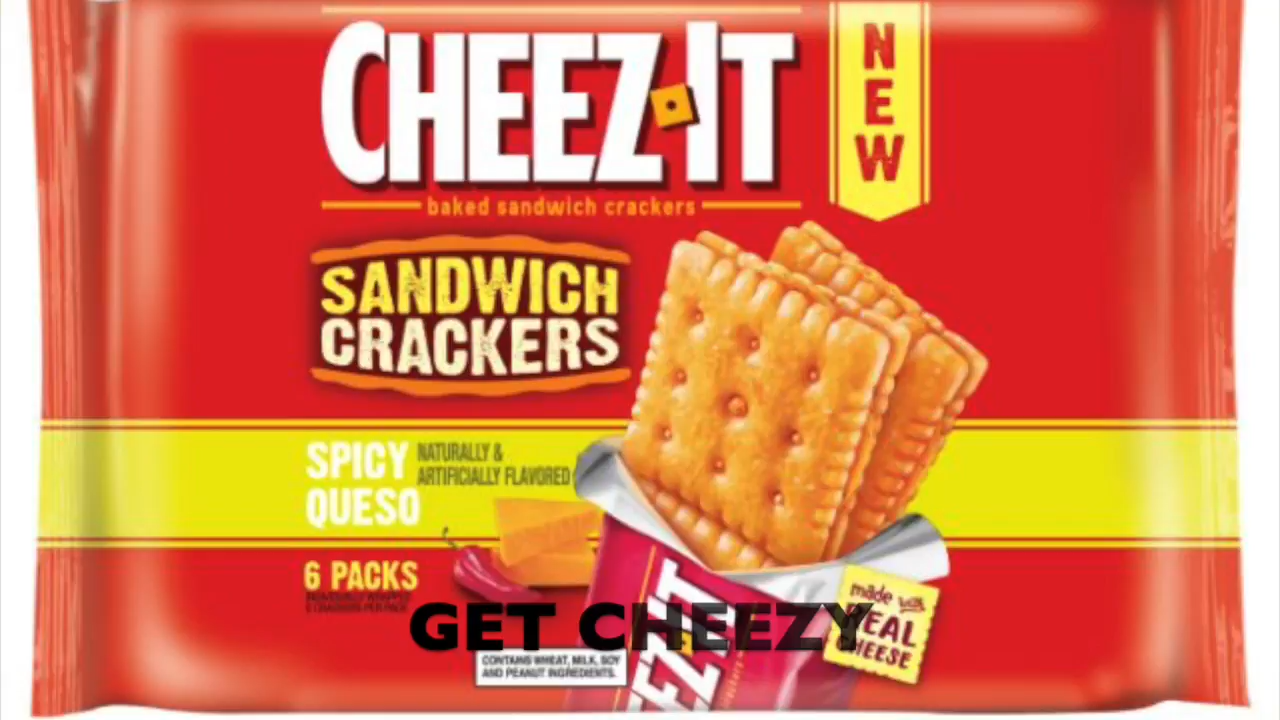 CHEEZ-IT
NEW
baked sandwich crackers
SANDWICH
CRACKERS
SPICY
QUESO
NATURALLY &
ARTIFICIALLY FLAVORED
6 PACKS
made with
REAL
CHEESE
GET CHEEZY
CONTAINS WHEAT, MILK, SOY
AND PEANUT INGREDIENTS.